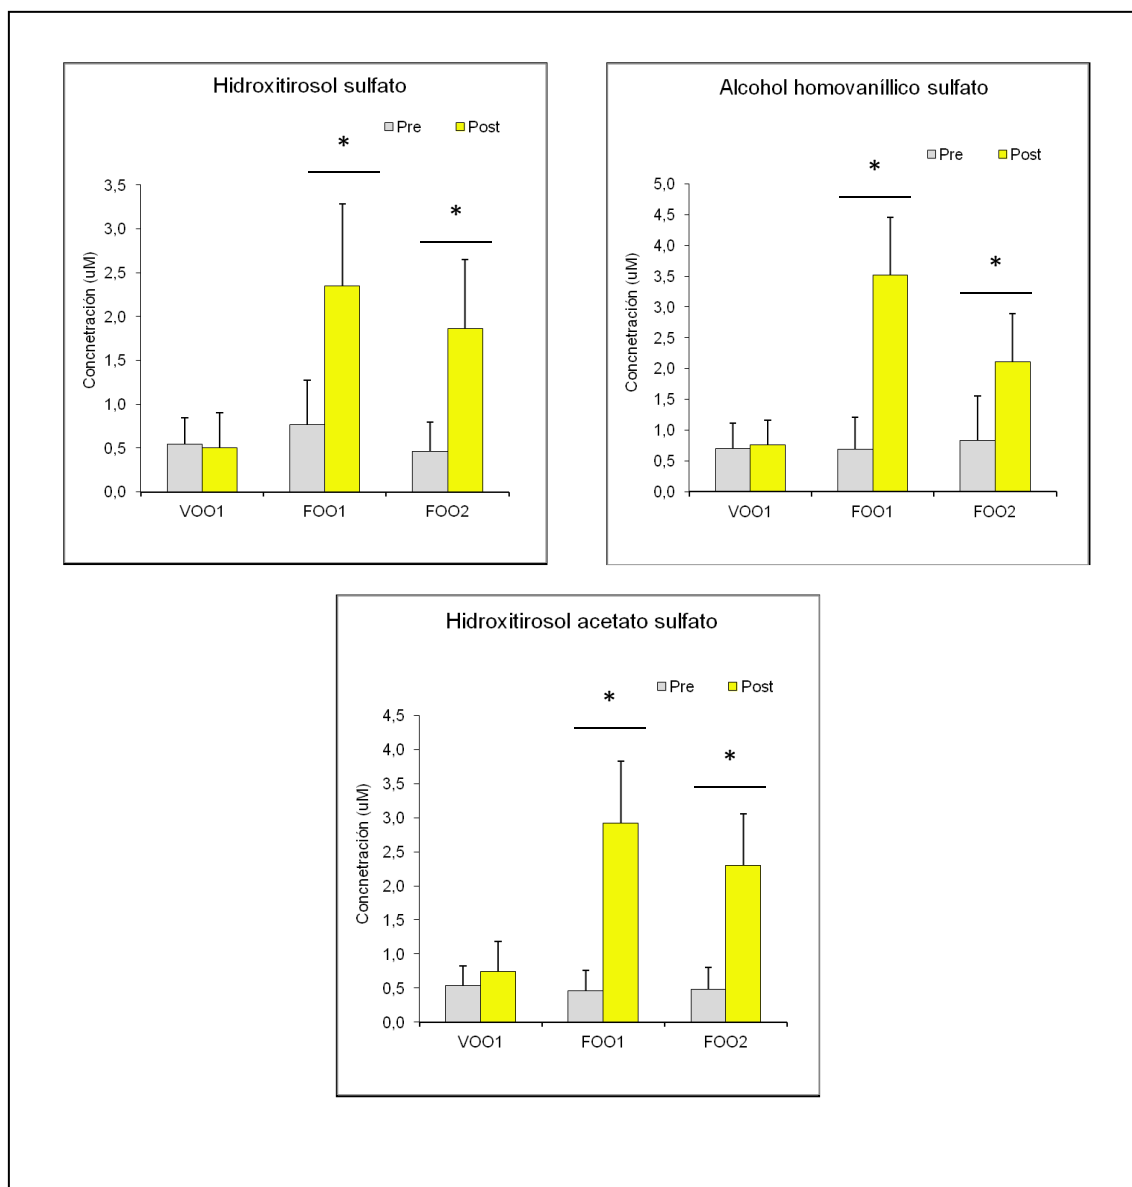 Hidroxitirosol sulfato
Pre Post
*
*
Concnetración (uM)
3,5
3,0
2,5
2,0
1,5
1,0
0,5
0,0
VOO1 FOO1 FOO2
Alcohol homovaníllico sulfato
Pre Post
*
*
Concnetración (uM)
5,0
4,5
4,0
3,5
3,0
2,5
2,0
1,5
1,0
0,5
0,0
VOO1 FOO1 FOO2
Hidroxitirosol acetato sulfato
Pre Post
*
*
Concnetración (uM)
4,5
4,0
3,5
3,0
2,5
2,0
1,5
1,0
0,5
0,0
VOO1 FOO1 FOO2